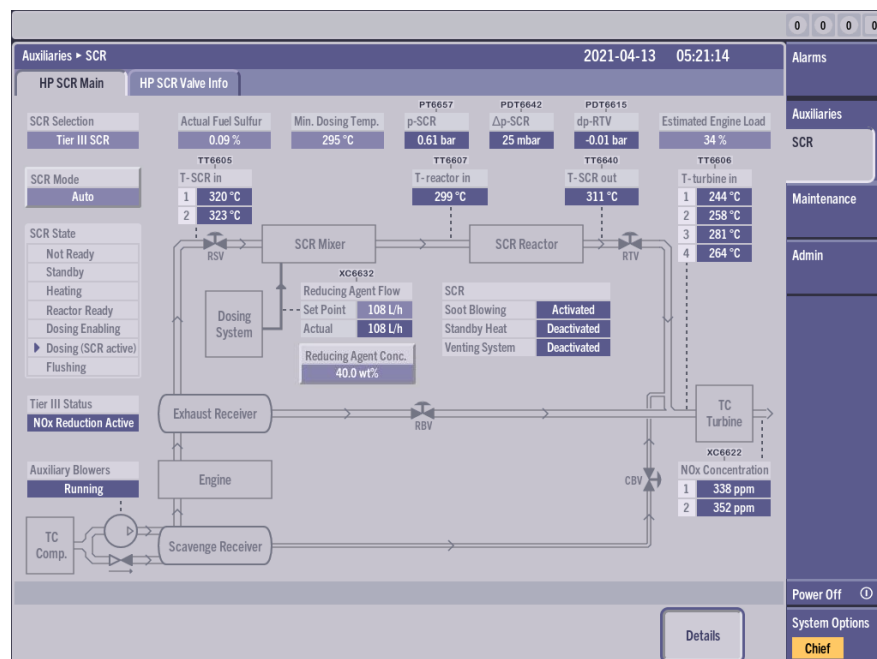 0 0 0 0
Auxiliaries ▸ SCR 2021-04-13 05:21:14
Alarms
HP SCR Main HP SCR Valve Info
PT6657 PDT6642 PDT6615
SCR Selection Actual Fuel Sulfur Min. Dosing Temp. p-SCR Δp-SCR dp-RTV Estimated Engine Load
Tier III SCR 0.09 % 295 °C 0.61 bar 25 mbar -0.01 bar 34 %
Auxiliaries
SCR
TT6605 TT6607 TT6640 TT6606
SCR Mode T-SCR in T-reactor in T-SCR out T-turbine in
Auto 1 320 °C 299 °C 311 °C 1 244 °C
2 323 °C 2 258 °C
3 281 °C
4 264 °C
Maintenance
Admin
SCR State
Not Ready
Standby
Heating
Reactor Ready
Dosing Enabling
Dosing (SCR active)
Flushing
RSV SCR Mixer SCR Reactor RTV
XC6632
Dosing System
Reducing Agent Flow
Set Point 108 L/h
Actual 108 L/h
Reducing Agent Conc.
40.0 wt%
SCR
Soot Blowing Activated
Standby Heat Deactivated
Venting System Deactivated
Tier III Status
NOx Reduction Active
Exhaust Receiver
RBV
TC
Turbine
XC6622
NOx Concentration
1 338 ppm
2 352 ppm
Auxiliary Blowers
Running
Engine
CBV
TC
Comp.
Scavenge Receiver
Power Off
System Options
Chief
Details